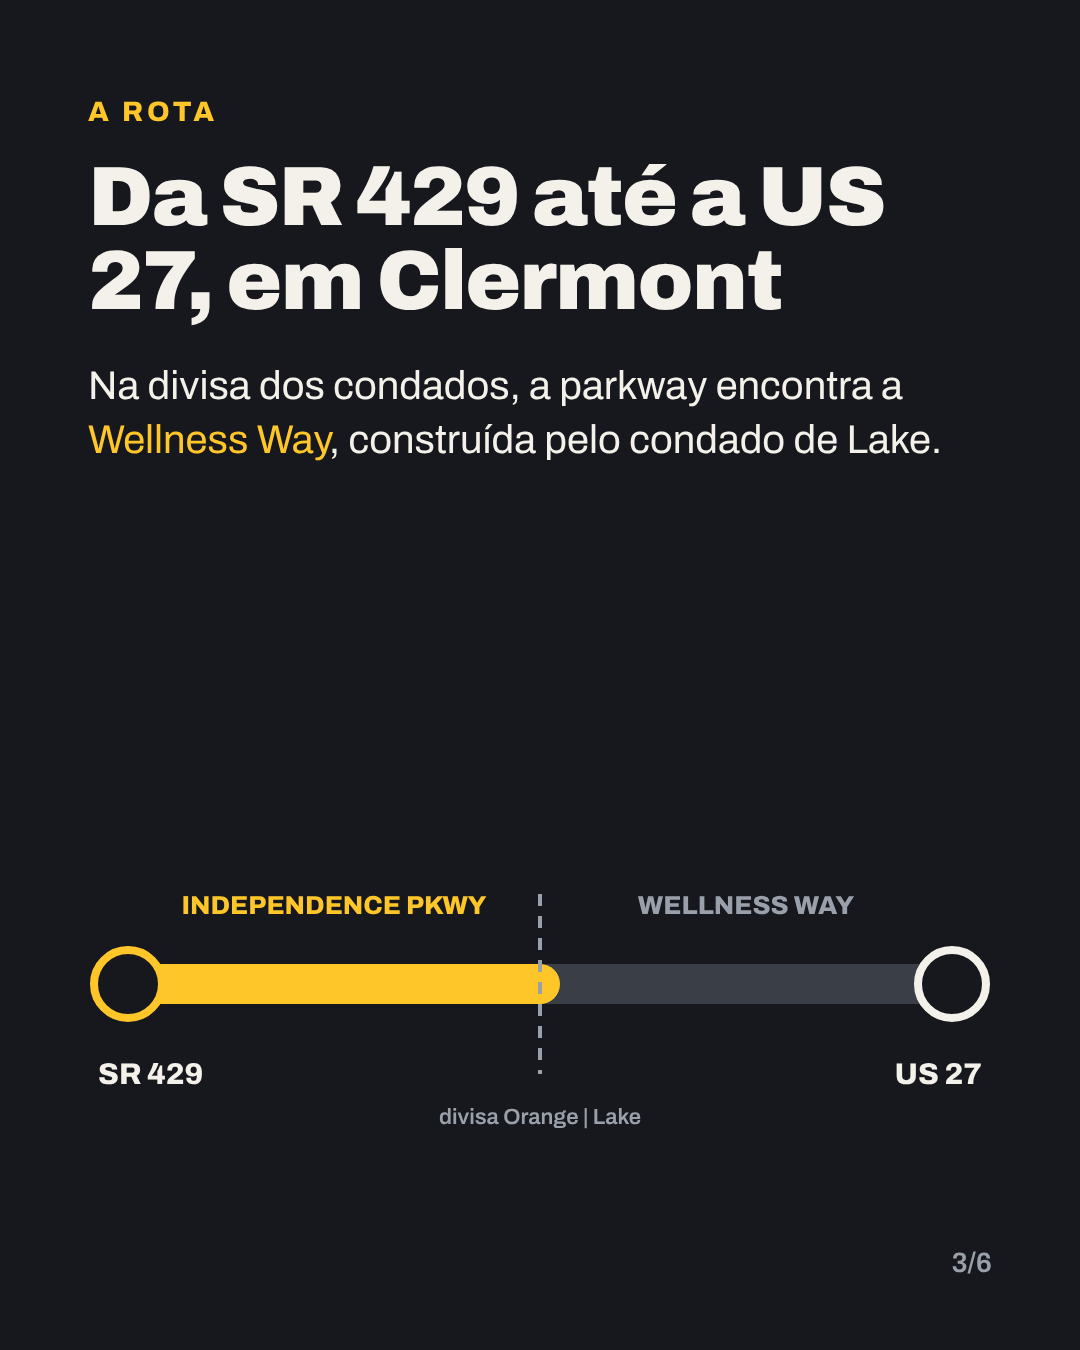 A ROTA
Da SR 429 até a US
27, em Clermont
Na divisa dos condados, a parkway encontra a
Wellness Way, construída pelo condado de Lake.
INDEPENDENCE PKWY
WELLNESS WAY
SR 429
US 27
divisa Orange | Lake
3/6